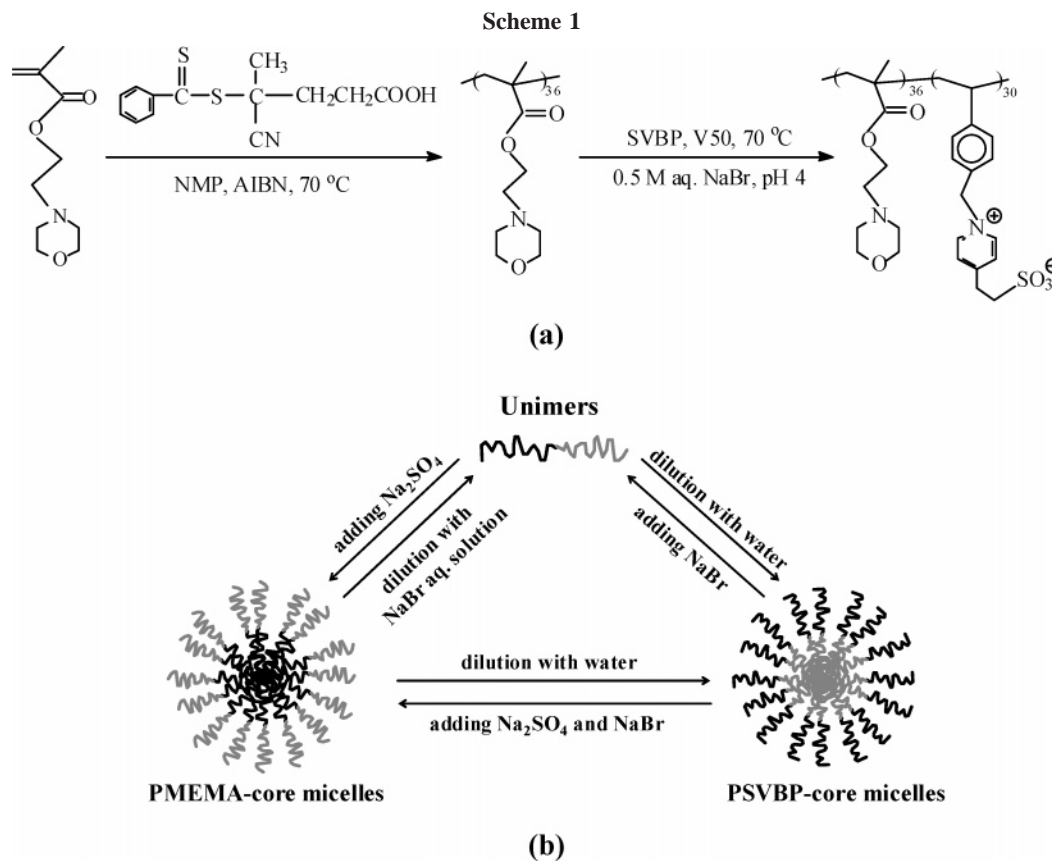 Scheme 1
S
C
S
CH3
C
CN
CH2CH2COOH
NMP, AIBN, 70 °C
O
O
N
O
36
O
O
N
O
SVBP, V50, 70 °C
0.5 M aq. NaBr, pH 4
36
30
O
O
N
O
N
⊕
SO3
⊖
(a)
Unimers
adding Na2SO4
dilution with
NaBr aq. solution
dilution with water
adding NaBr
dilution with water
adding Na2SO4 and NaBr
PMEMA-core micelles
PSVBP-core micelles
(b)